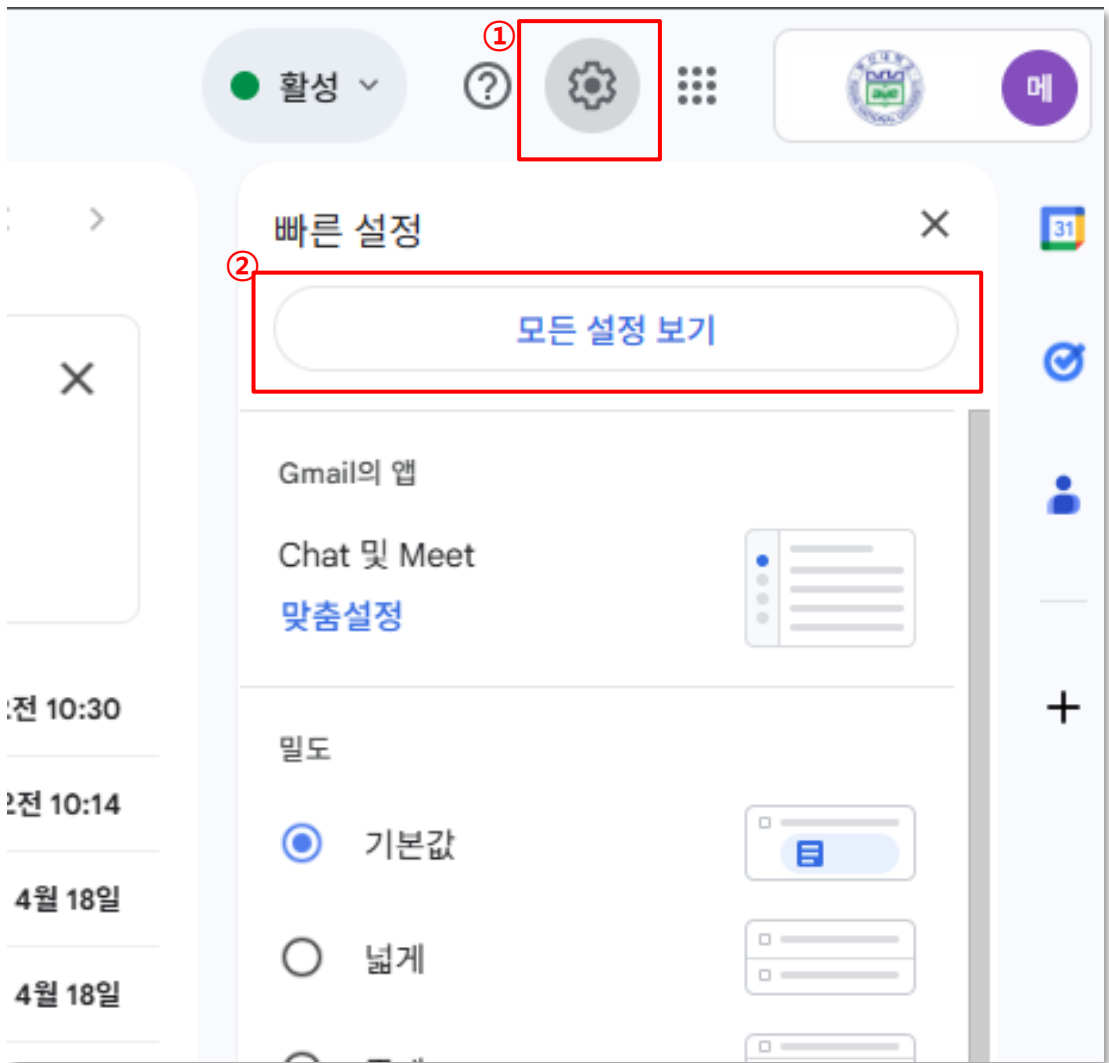 ①
활성
메
빠른 설정
31
②
모든 설정 보기
Gmail의 앱
Chat 및 Meet
맞춤설정
전 10:30
밀도
전 10:14
기본값
4월 18일
넓게
4월 18일